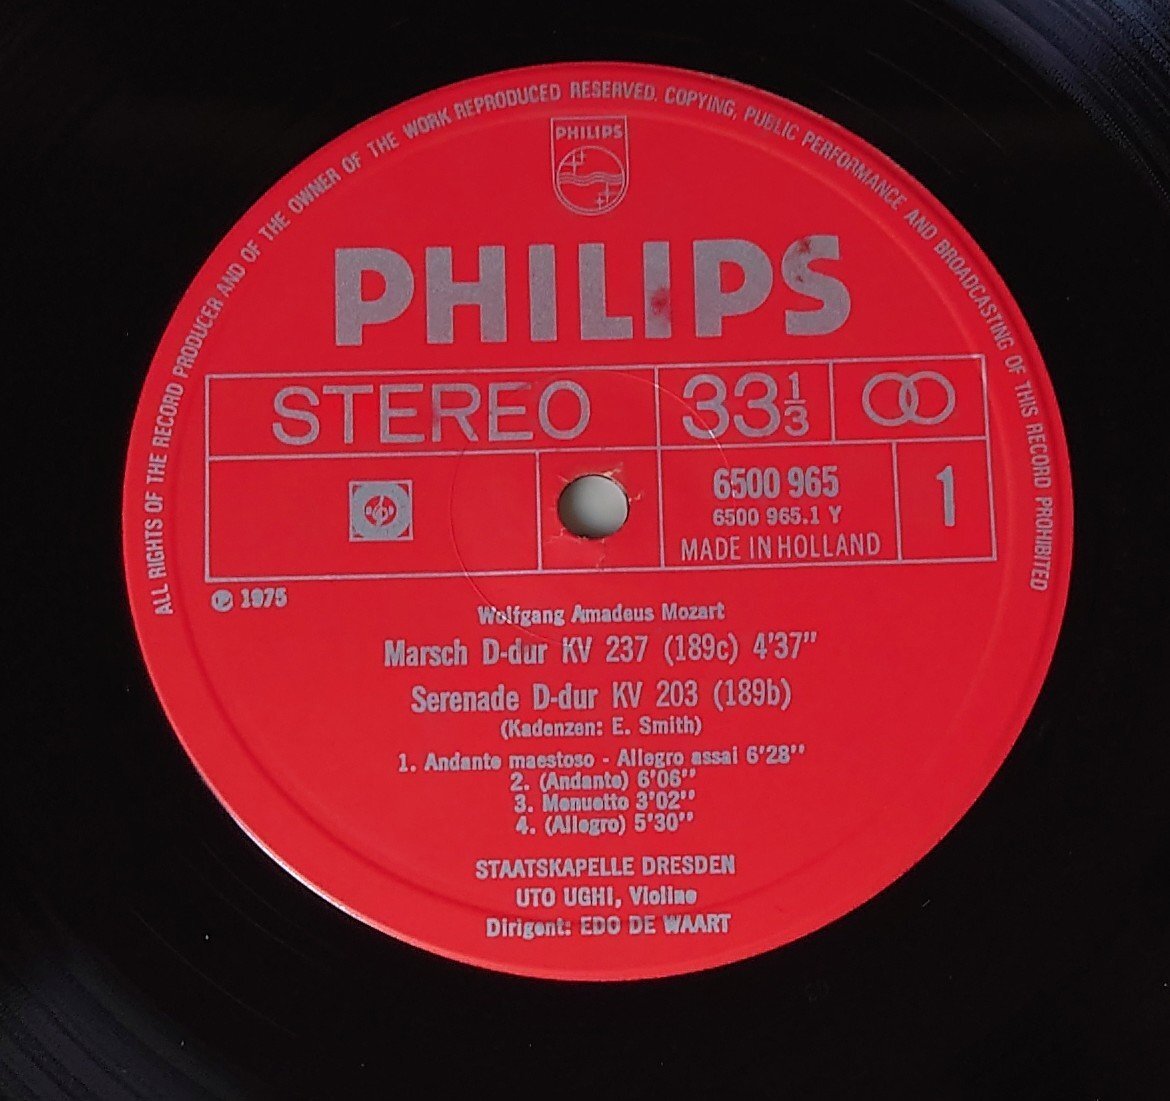 ALL RIGHTS OF THE RECORD PRODUCER AND OF THE OWNER OF THE WORK REPRODUCED RESERVED. COPYING, PUBLIC PERFORMANCE AND BROADCASTING OF THIS RECORD PROHIBITED
PHILIPS
PHILIPS
STEREO 33 1/3
6500 965 1
6500 965.1 Y
MADE IN HOLLAND
℗ 1975
Wolfgang Amadeus Mozart
Marsch D-dur KV 237 (189c) 4'37"
Serenade D-dur KV 203 (189b)
(Kadenzen: E. Smith)
1. Andante maestoso - Allegro assai 6'28"
2. (Andante) 6'06"
3. Menuetto 3'02"
4. (Allegro) 5'30"
STAATSKAPELLE DRESDEN
UTO UGHI, Violine
Dirigent: EDO DE WAART